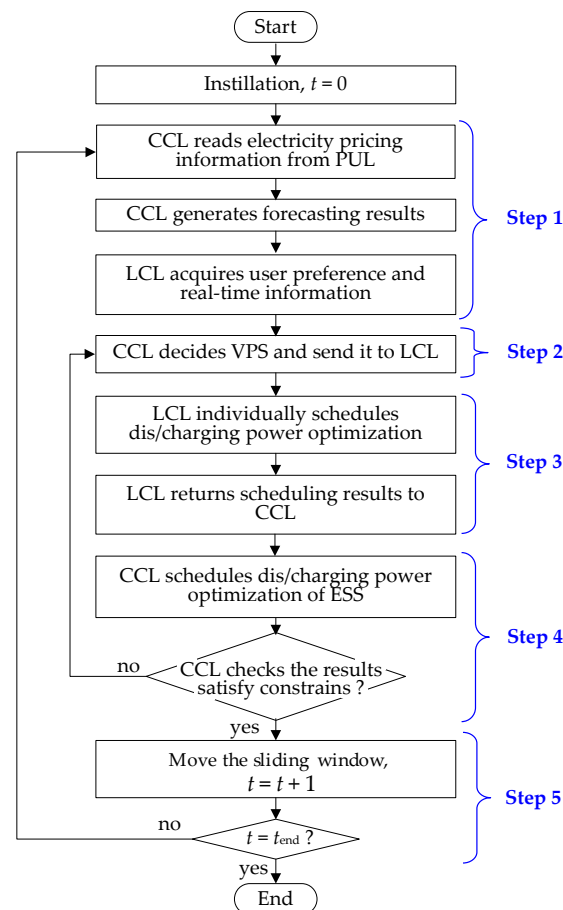 Start
Instillation, t = 0
CCL reads electricity pricing
information from PUL
CCL generates forecasting results
Step 1
LCL acquires user preference and
real-time information
CCL decides VPS and send it to LCL
Step 2
LCL individually schedules
dis/charging power optimization
Step 3
LCL returns scheduling results to
CCL
CCL schedules dis/charging power
optimization of ESS
Step 4
no
CCL checks the results
satisfy constrains ?
yes
Move the sliding window,
t = t + 1
Step 5
no
t = tend ?
yes
End